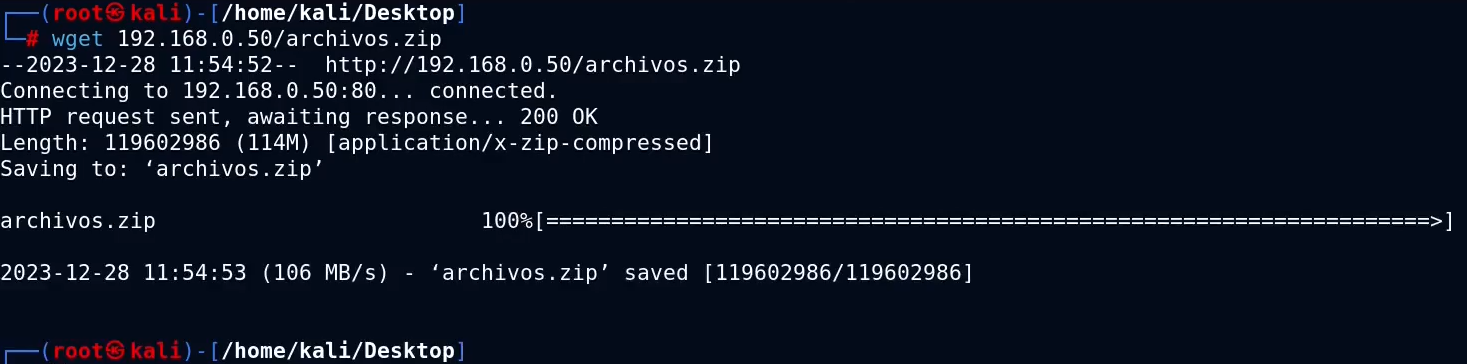 ┌──(root㉿kali)-[/home/kali/Desktop]
└─# wget 192.168.0.50/archivos.zip
--2023-12-28 11:54:52--  http://192.168.0.50/archivos.zip
Connecting to 192.168.0.50:80... connected.
HTTP request sent, awaiting response... 200 OK
Length: 119602986 (114M) [application/x-zip-compressed]
Saving to: ‘archivos.zip’
archivos.zip                         100%[====================================================================>]
2023-12-28 11:54:53 (106 MB/s) - ‘archivos.zip’ saved [119602986/119602986]
┌──(root㉿kali)-[/home/kali/Desktop]